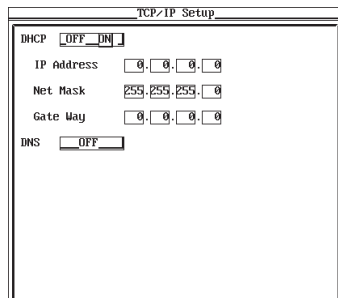 TCP/IP Setup
DHCP OFF ON
IP Address 0. 0. 0. 0
Net Mask 255.255.255. 0
Gate Way 0. 0. 0. 0
DNS OFF